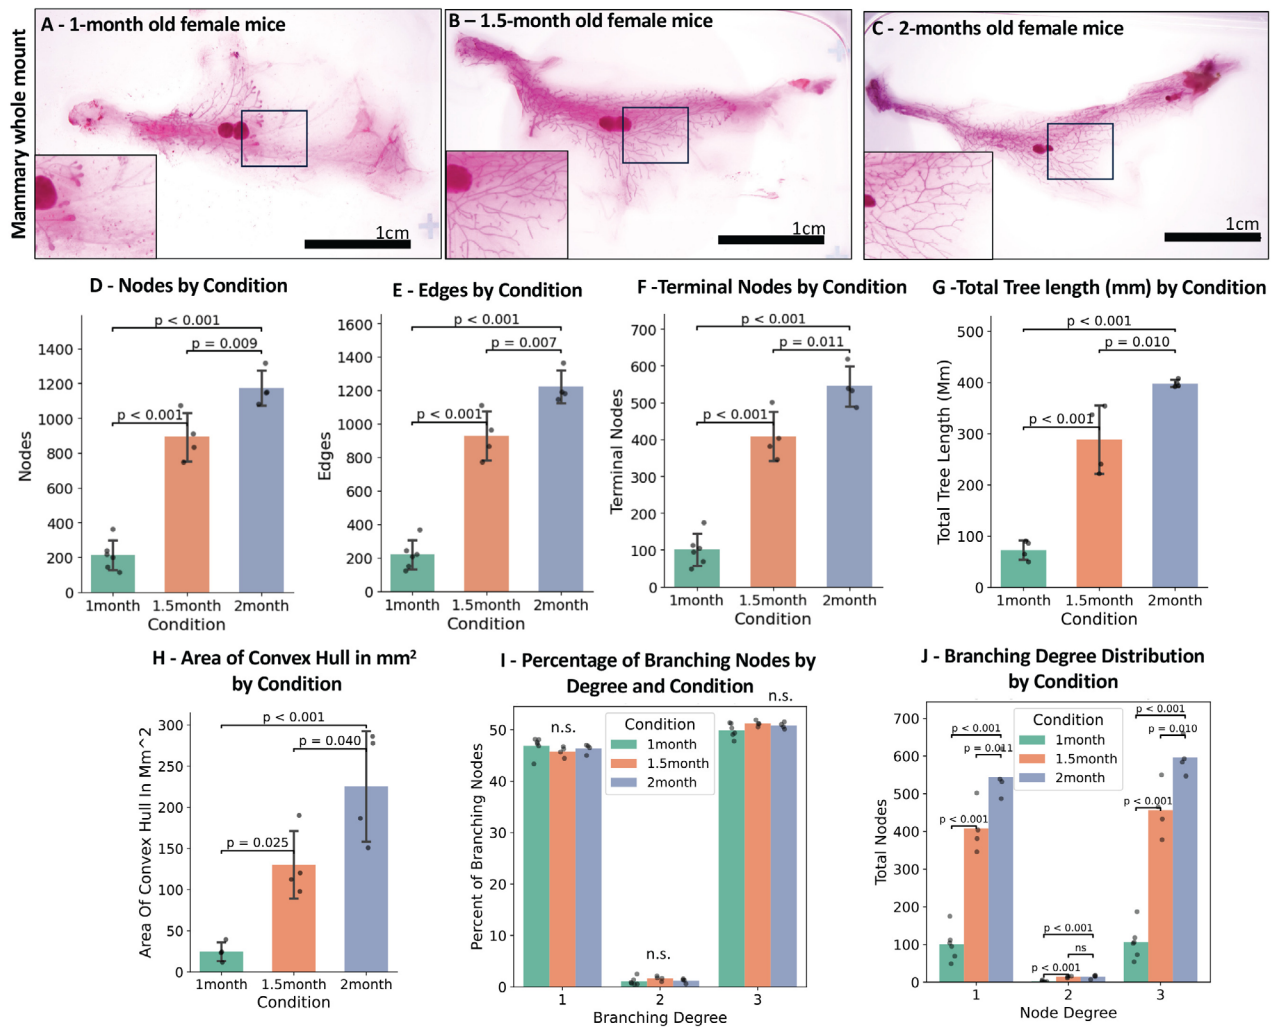 Mammary whole mount
A - 1-month old female mice
1cm
B – 1.5-month old female mice
1cm
C - 2-months old female mice
1cm
D - Nodes by Condition
p < 0.001
p = 0.009
p < 0.001
Nodes
1400
1200
1000
800
600
400
200
0
1month 1.5month 2month
Condition
E - Edges by Condition
p < 0.001
p = 0.007
p < 0.001
Edges
1600
1400
1200
1000
800
600
400
200
0
1month 1.5month 2month
Condition
F -Terminal Nodes by Condition
p < 0.001
p = 0.011
p < 0.001
Terminal Nodes
700
600
500
400
300
200
100
0
1month 1.5month 2month
Condition
G -Total Tree length (mm) by Condition
p < 0.001
p = 0.010
p < 0.001
Total Tree Length (Mm)
500
400
300
200
100
0
1month 1.5month 2month
Condition
H - Area of Convex Hull in mm²
by Condition
p < 0.001
p = 0.040
p = 0.025
Area Of Convex Hull In Mm^2
300
250
200
150
100
50
0
1month 1.5month 2month
Condition
I - Percentage of Branching Nodes by
Degree and Condition
n.s.
n.s.
n.s.
Condition
1month
1.5month
2month
Percent of Branching Nodes
50
40
30
20
10
0
1 2 3
Branching Degree
J - Branching Degree Distribution
by Condition
p < 0.001
p = 0.011
p < 0.001
p < 0.001
ns
p < 0.001
p < 0.001
p = 0.010
p < 0.001
Condition
1month
1.5month
2month
Total Nodes
700
600
500
400
300
200
100
0
1 2 3
Node Degree